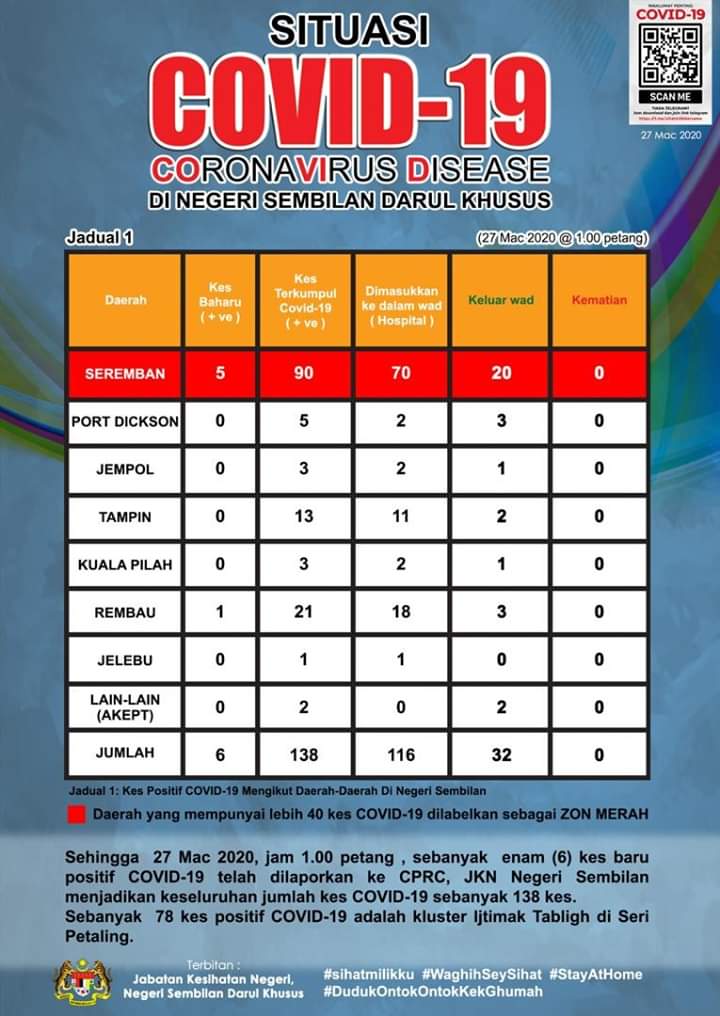 SITUASI
COVID-19
CORONAVIRUS DISEASE
DI NEGERI SEMBILAN DARUL KHUSUS
MAKLUMAT PENTING
COVID-19
SCAN ME
27 Mac 2020
Jadual 1
(27 Mac 2020 @ 1.00 petang)
Daerah
Kes
Baharu
( + ve )
Kes
Terkumpul
Covid-19
( + ve )
Dimasukkan
ke dalam wad
( Hospital )
Keluar wad
Kematian
SEREMBAN 5 90 70 20 0
PORT DICKSON 0 5 2 3 0
JEMPOL 0 3 2 1 0
TAMPIN 0 13 11 2 0
KUALA PILAH 0 3 2 1 0
REMBAU 1 21 18 3 0
JELEBU 0 1 1 0 0
LAIN-LAIN
(AKEPT) 0 2 0 2 0
JUMLAH 6 138 116 32 0
Jadual 1: Kes Positif COVID-19 Mengikut Daerah-Daerah Di Negeri Sembilan
Daerah yang mempunyai lebih 40 kes COVID-19 dilabelkan sebagai ZON MERAH
Sehingga 27 Mac 2020, jam 1.00 petang , sebanyak enam (6) kes baru
positif COVID-19 telah dilaporkan ke CPRC, JKN Negeri Sembilan
menjadikan keseluruhan jumlah kes COVID-19 sebanyak 138 kes.
Sebanyak 78 kes positif COVID-19 adalah kluster Ijtimak Tabligh di Seri
Petaling.
Terbitan :
Jabatan Kesihatan Negeri,
Negeri Sembilan Darul Khusus
#sihatmilikku #WaghihSeySihat #StayAtHome
#DudukOntokOntokKekGhumah